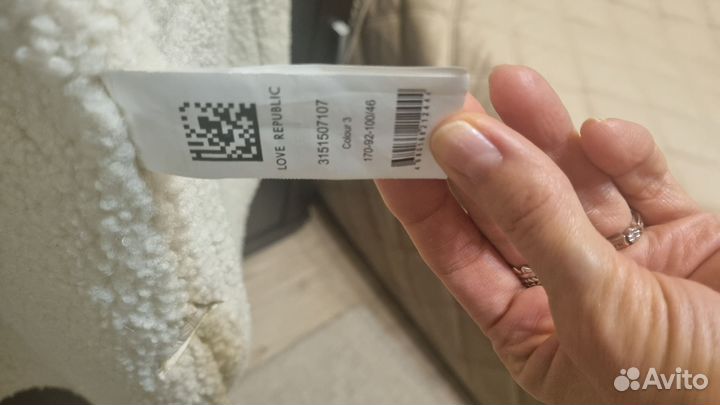 LOVE REPUBLIC
3151507107
Colour 3
170-92-100/46
Avito